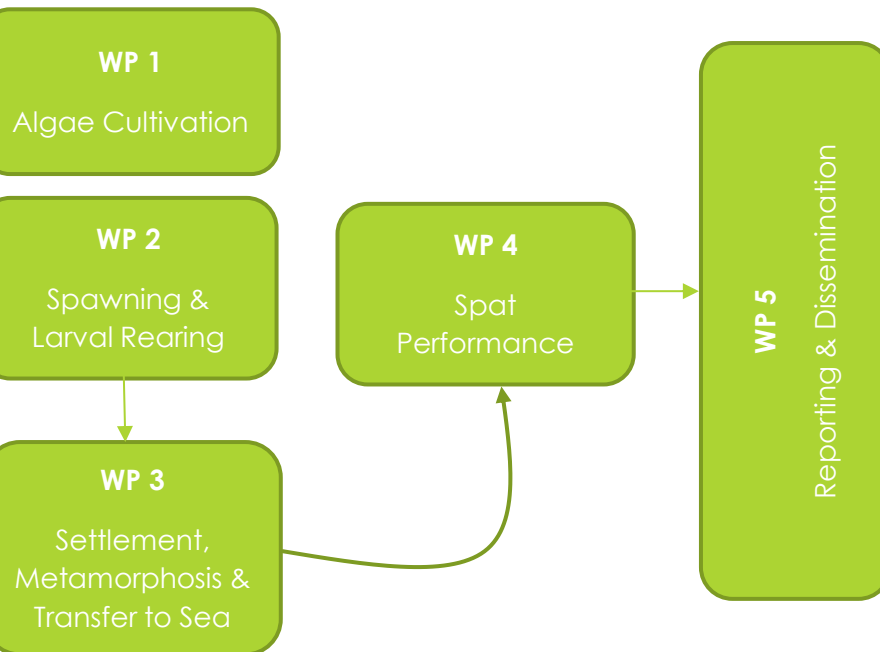 WP 1
Algae Cultivation
WP 2
Spawning &
Larval Rearing
WP 3
Settlement,
Metamorphosis &
Transfer to Sea
WP 4
Spat
Performance
WP 5
Reporting & Dissemination